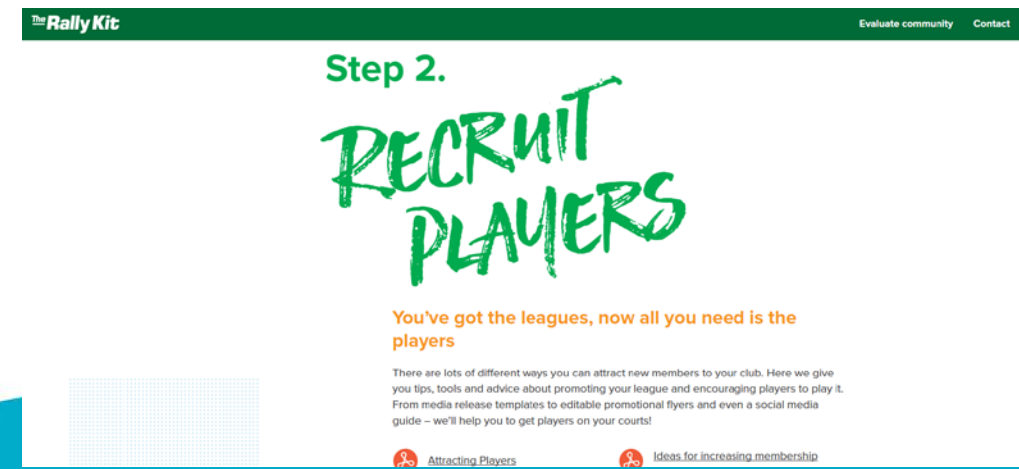 The Rally Kit
Evaluate community Contact
Step 2.
RECRUIT
PLAYERS
You've got the leagues, now all you need is the
players
There are lots of different ways you can attract new members to your club. Here we give
you tips, tools and advice about promoting your league and encouraging players to play it.
From media release templates to editable promotional flyers and even a social media
guide – we'll help you to get players on your courts!
Attracting Players
Ideas for increasing membership